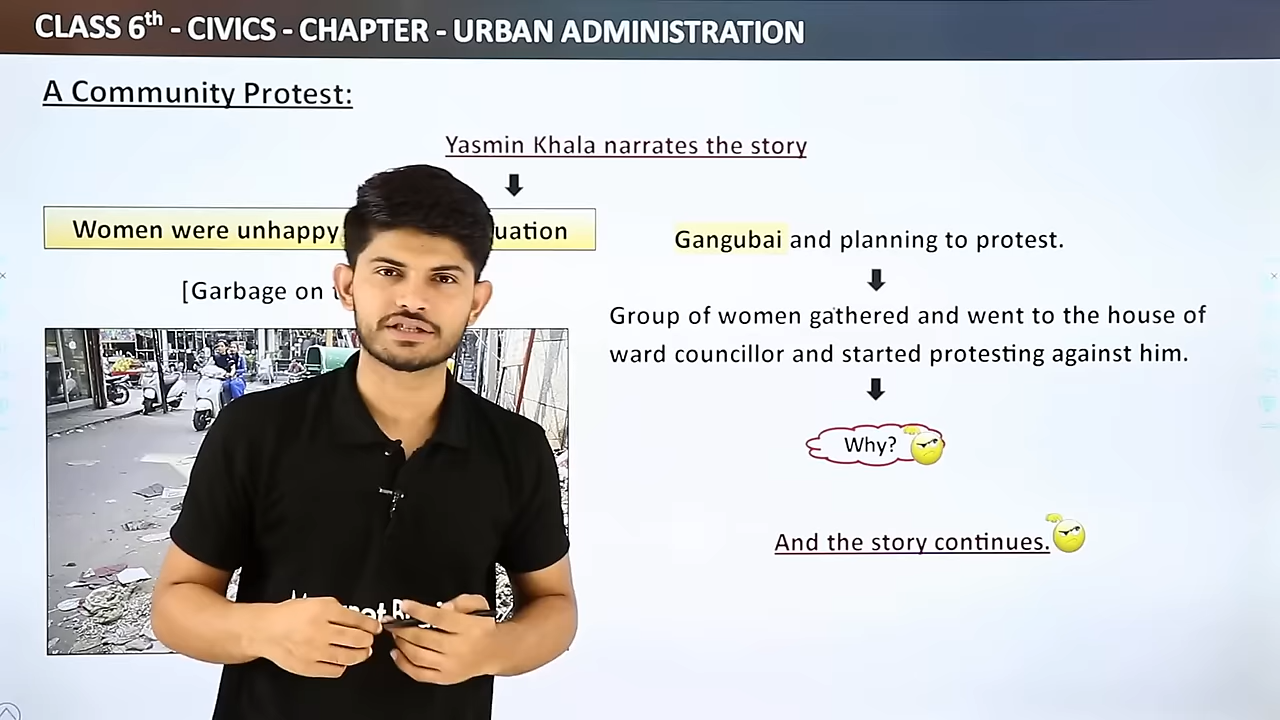 CLASS 6th - CIVICS - CHAPTER - URBAN ADMINISTRATION
A Community Protest:
Yasmin Khala narrates the story
Women were unhappy
[Garbage on
Gangubai and planning to protest.
Group of women gathered and went to the house of
ward councillor and started protesting against him.
Why?
And the story continues.